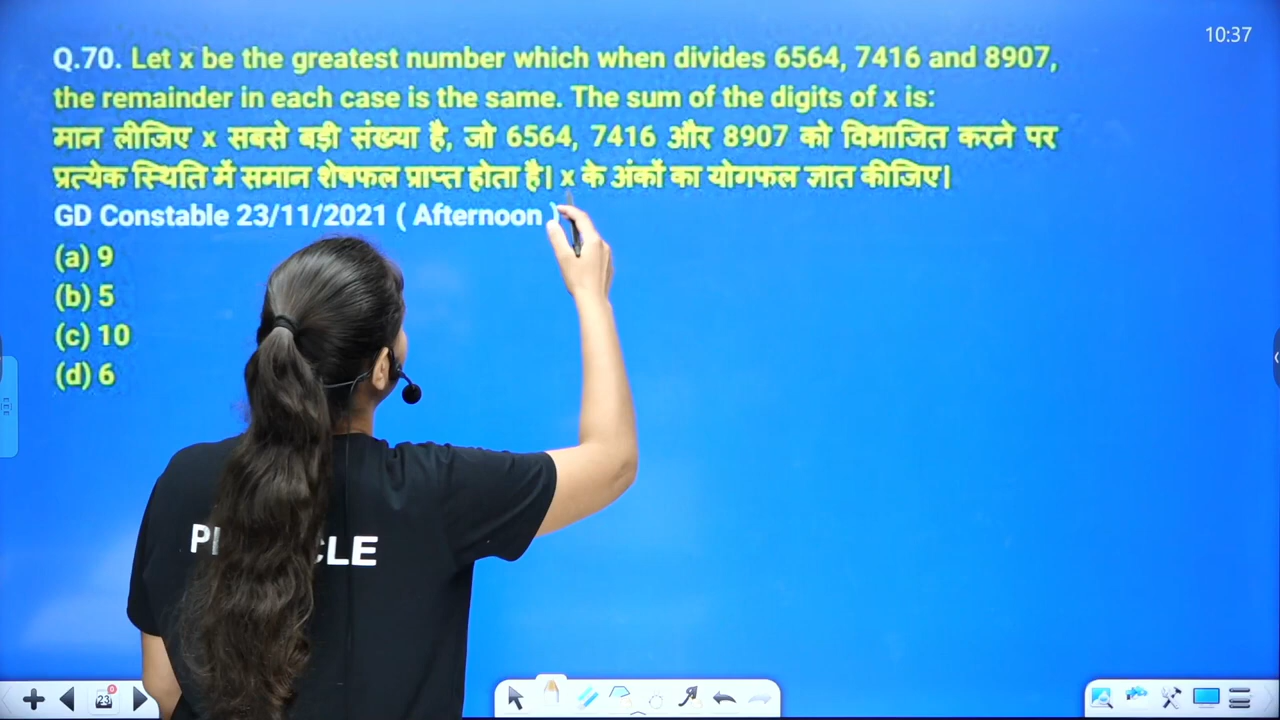 10:37
Q.70. Let x be the greatest number which when divides 6564, 7416 and 8907,
the remainder in each case is the same. The sum of the digits of x is:
मान लीजिए x सबसे बड़ी संख्या है, जो 6564, 7416 और 8907 को विभाजित करने पर
प्रत्येक स्थिति में समान शेषफल प्राप्त होता है। x के अंकों का योगफल ज्ञात कीजिए।
GD Constable 23/11/2021 ( Afternoon )
(a) 9
(b) 5
(c) 10
(d) 6
23